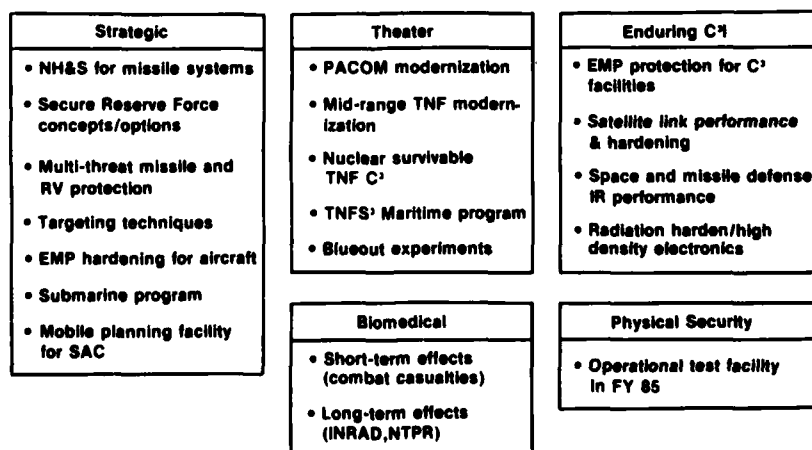 Strategic
• NH&S for missile systems
• Secure Reserve Force
concepts/options
• Multi-threat missile and
RV protection
• Targeting techniques
• EMP hardening for aircraft
• Submarine program
• Mobile planning facility
for SAC
Theater
• PACOM modernization
• Mid-range TNF modern-
ization
• Nuclear survivable
TNF C³
• TNFS³ Maritime program
• Blueout experiments
Enduring C³I
• EMP protection for C³
facilities
• Satellite link performance
& hardening
• Space and missile defense
IR performance
• Radiation harden/high
density electronics
Biomedical
• Short-term effects
(combat casualties)
• Long-term effects
(INRAD,NTPR)
Physical Security
• Operational test facility
in FY 85